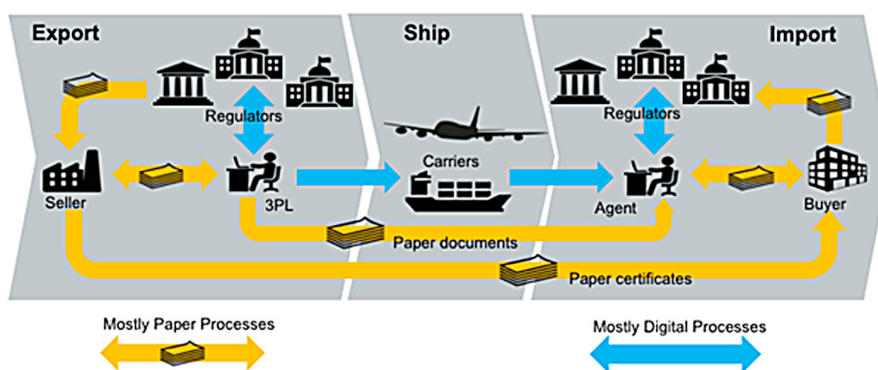 Export
Ship
Import
Regulators
Regulators
Carriers
Seller
3PL
Agent
Buyer
Paper documents
Paper certificates
Mostly Paper Processes
Mostly Digital Processes